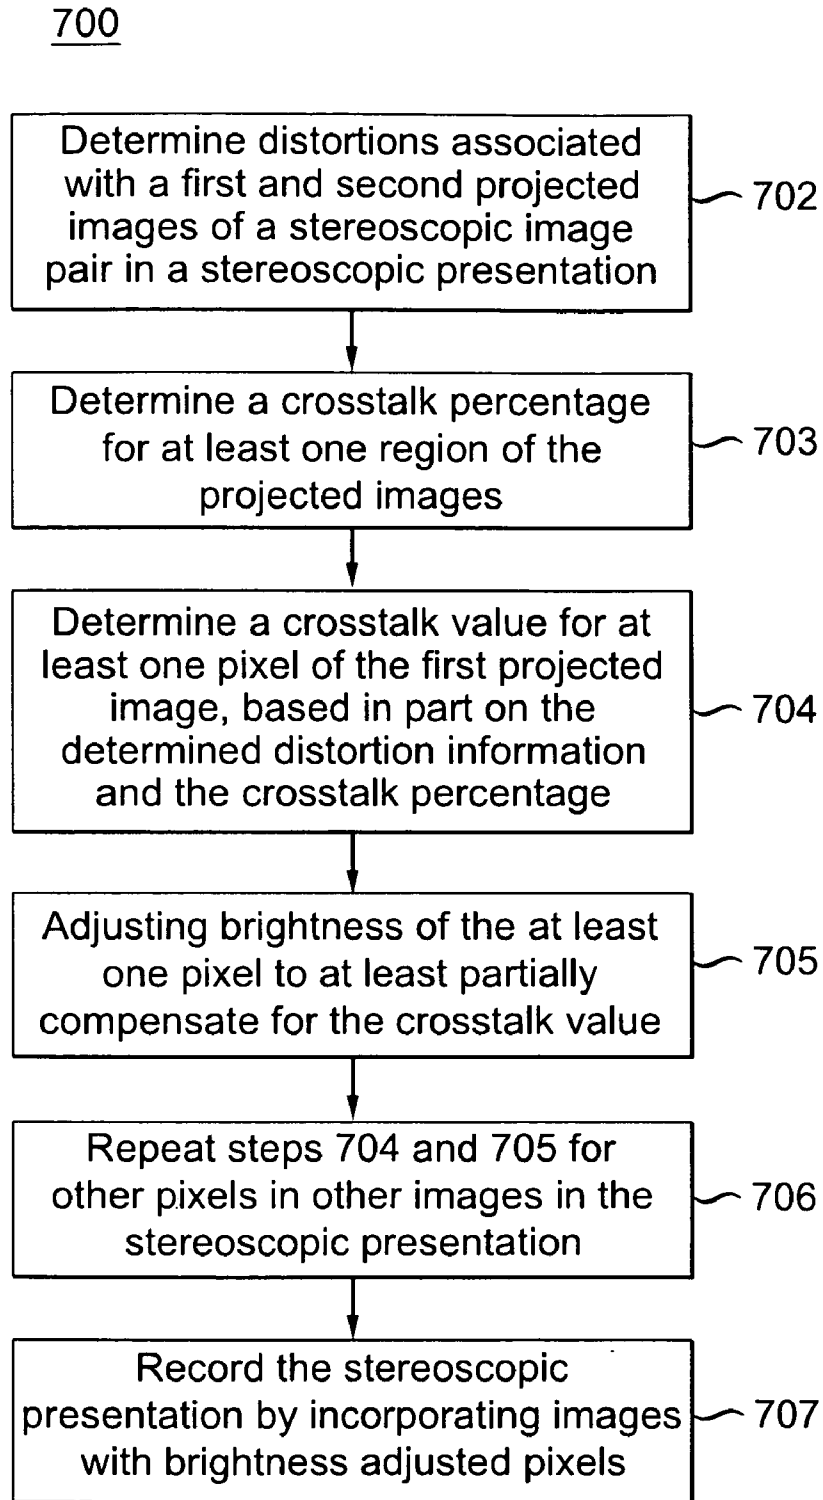 700
Determine distortions associated
with a first and second projected
images of a stereoscopic image
pair in a stereoscopic presentation
702
Determine a crosstalk percentage
for at least one region of the
projected images
703
Determine a crosstalk value for at
least one pixel of the first projected
image, based in part on the
determined distortion information
and the crosstalk percentage
704
Adjusting brightness of the at least
one pixel to at least partially
compensate for the crosstalk value
705
Repeat steps 704 and 705 for
other pixels in other images in the
stereoscopic presentation
706
Record the stereoscopic
presentation by incorporating images
with brightness adjusted pixels
707